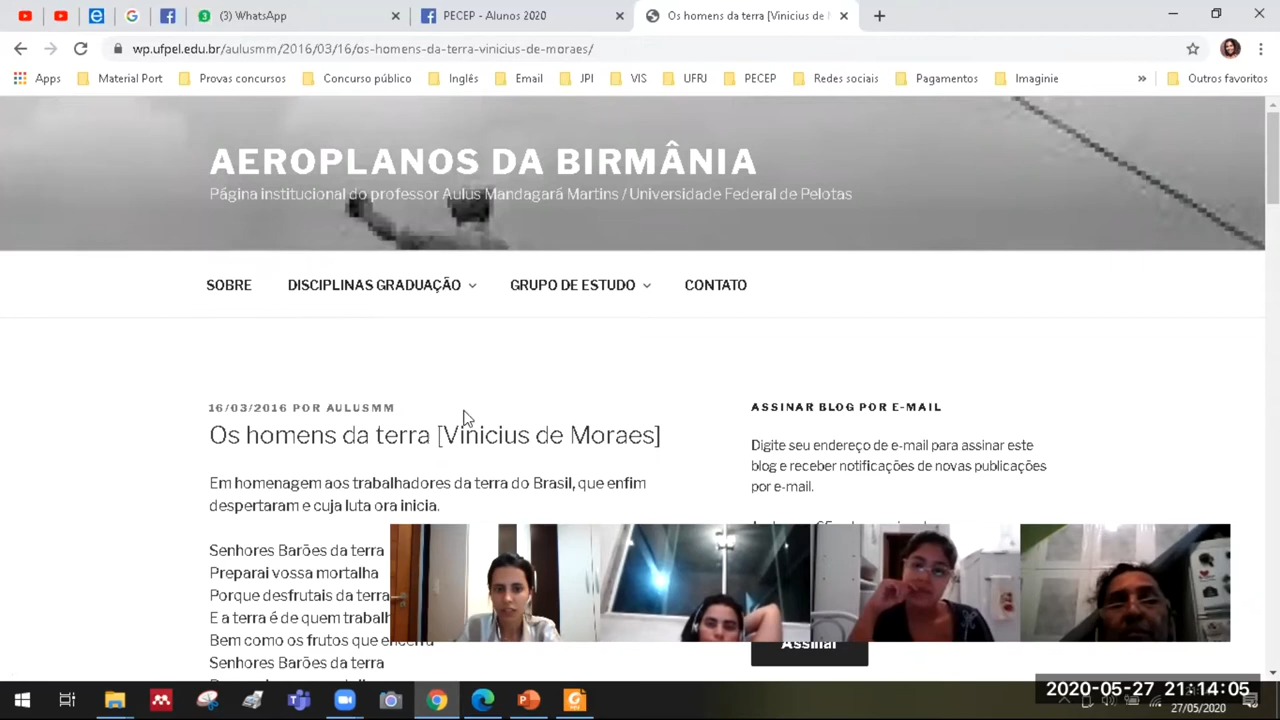 (3) WhatsApp
PECEP - Alunos 2020
Os homens da terra [Vinicius de
wp.ufpel.edu.br/aulusmm/2016/03/16/os-homens-da-terra-vinicius-de-moraes/
Apps Material Port Provas concursos Concurso público Inglês Email JPI VIS UFRJ PECEP Redes sociais Pagamentos Imaginie » Outros favoritos
AEROPLANOS DA BIRMÂNIA
Página institucional do professor Aulus Mandagará Martins / Universidade Federal de Pelotas
SOBRE DISCIPLINAS GRADUAÇÃO GRUPO DE ESTUDO CONTATO
16/03/2016 POR AULUSMM
Os homens da terra [Vinicius de Moraes]
Em homenagem aos trabalhadores da terra do Brasil, que enfim
despertaram e cuja luta ora inicia.
Senhores Barões da terra
Preparai vossa mortalha
Porque desfrutais da terra
E a terra é de quem trabalh
Bem como os frutos que encerra
Senhores Barões da terra
ASSINAR BLOG POR E-MAIL
Digite seu endereço de e-mail para assinar este
blog e receber notificações de novas publicações
por e-mail.
Assinar
2020-05-27 21:14:05
27/05/2020